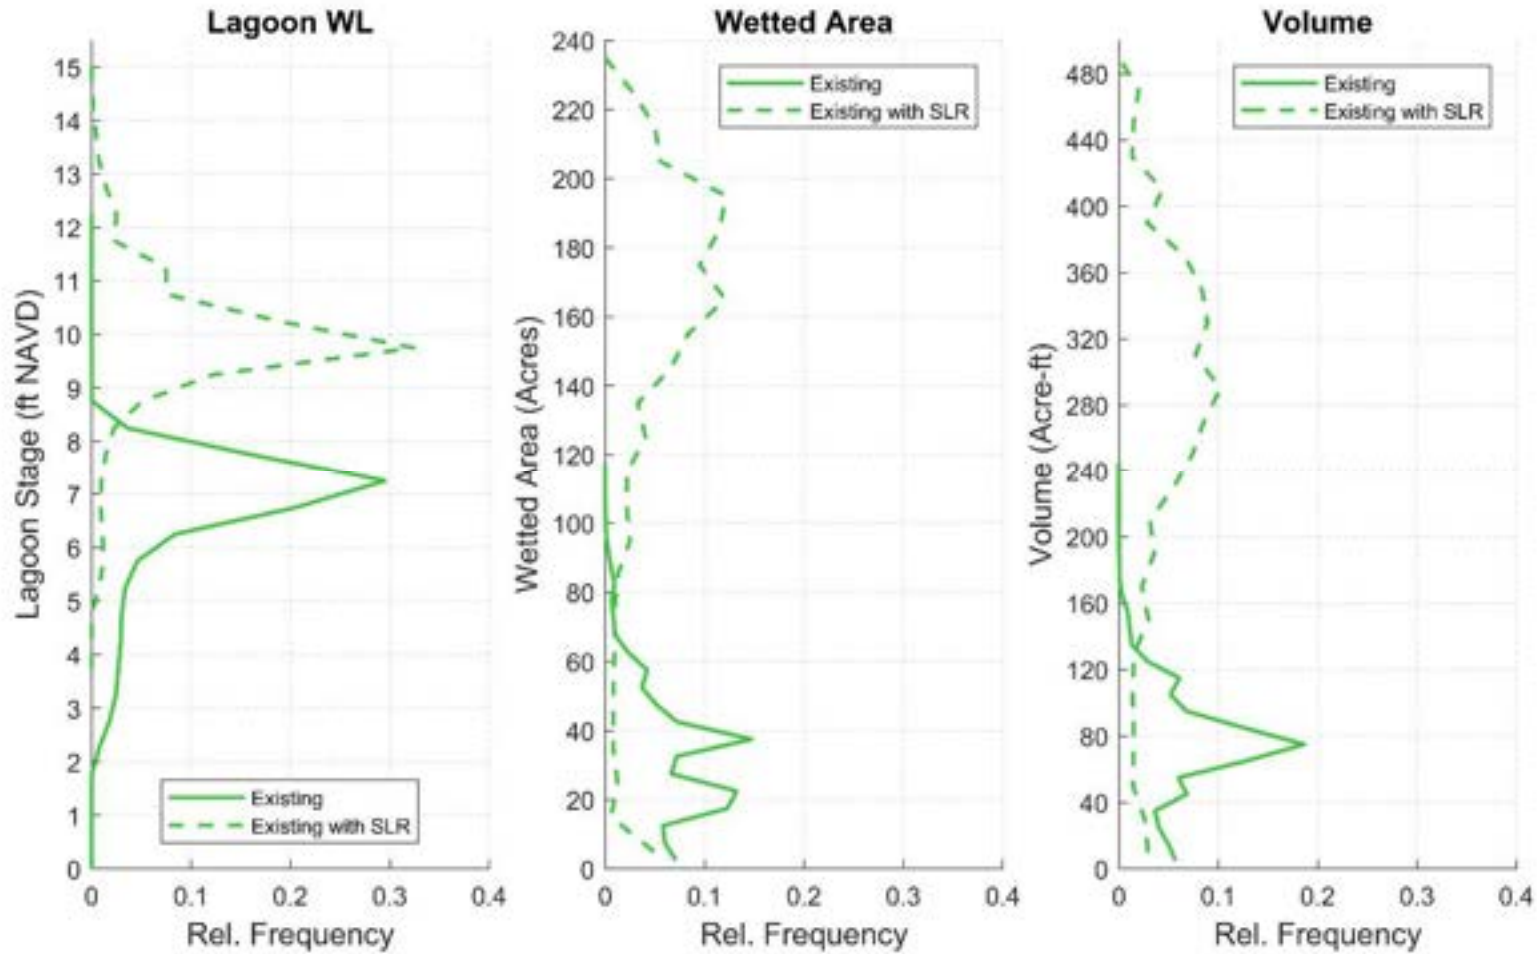 Lagoon WL
Lagoon Stage (ft NAVD)
15
14
13
12
11
10
9
8
7
6
5
4
3
2
1
0
Existing
Existing with SLR
0 0.1 0.2 0.3 0.4
Rel. Frequency
Wetted Area
Wetted Area (Acres)
240
220
200
180
160
140
120
100
80
60
40
20
0
Existing
Existing with SLR
0 0.1 0.2 0.3 0.4
Rel. Frequency
Volume
Volume (Acre-ft)
480
440
400
360
320
280
240
200
160
120
80
40
0
Existing
Existing with SLR
0 0.1 0.2 0.3 0.4
Rel. Frequency